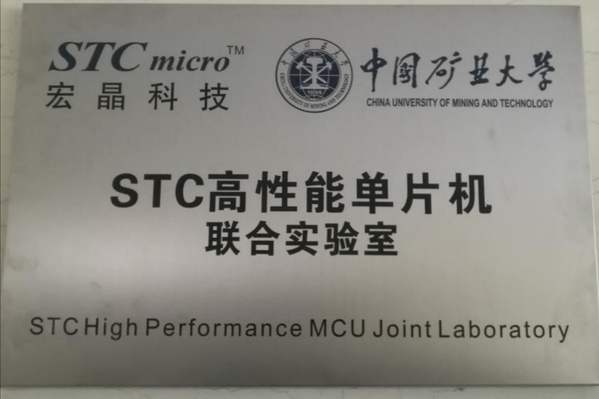 STC micro™
宏晶科技
中国矿业大学
CHINA UNIVERSITY OF MINING AND TECHNOLOGY
STC高性能单片机
联合实验室
STC High Performance MCU Joint Laboratory